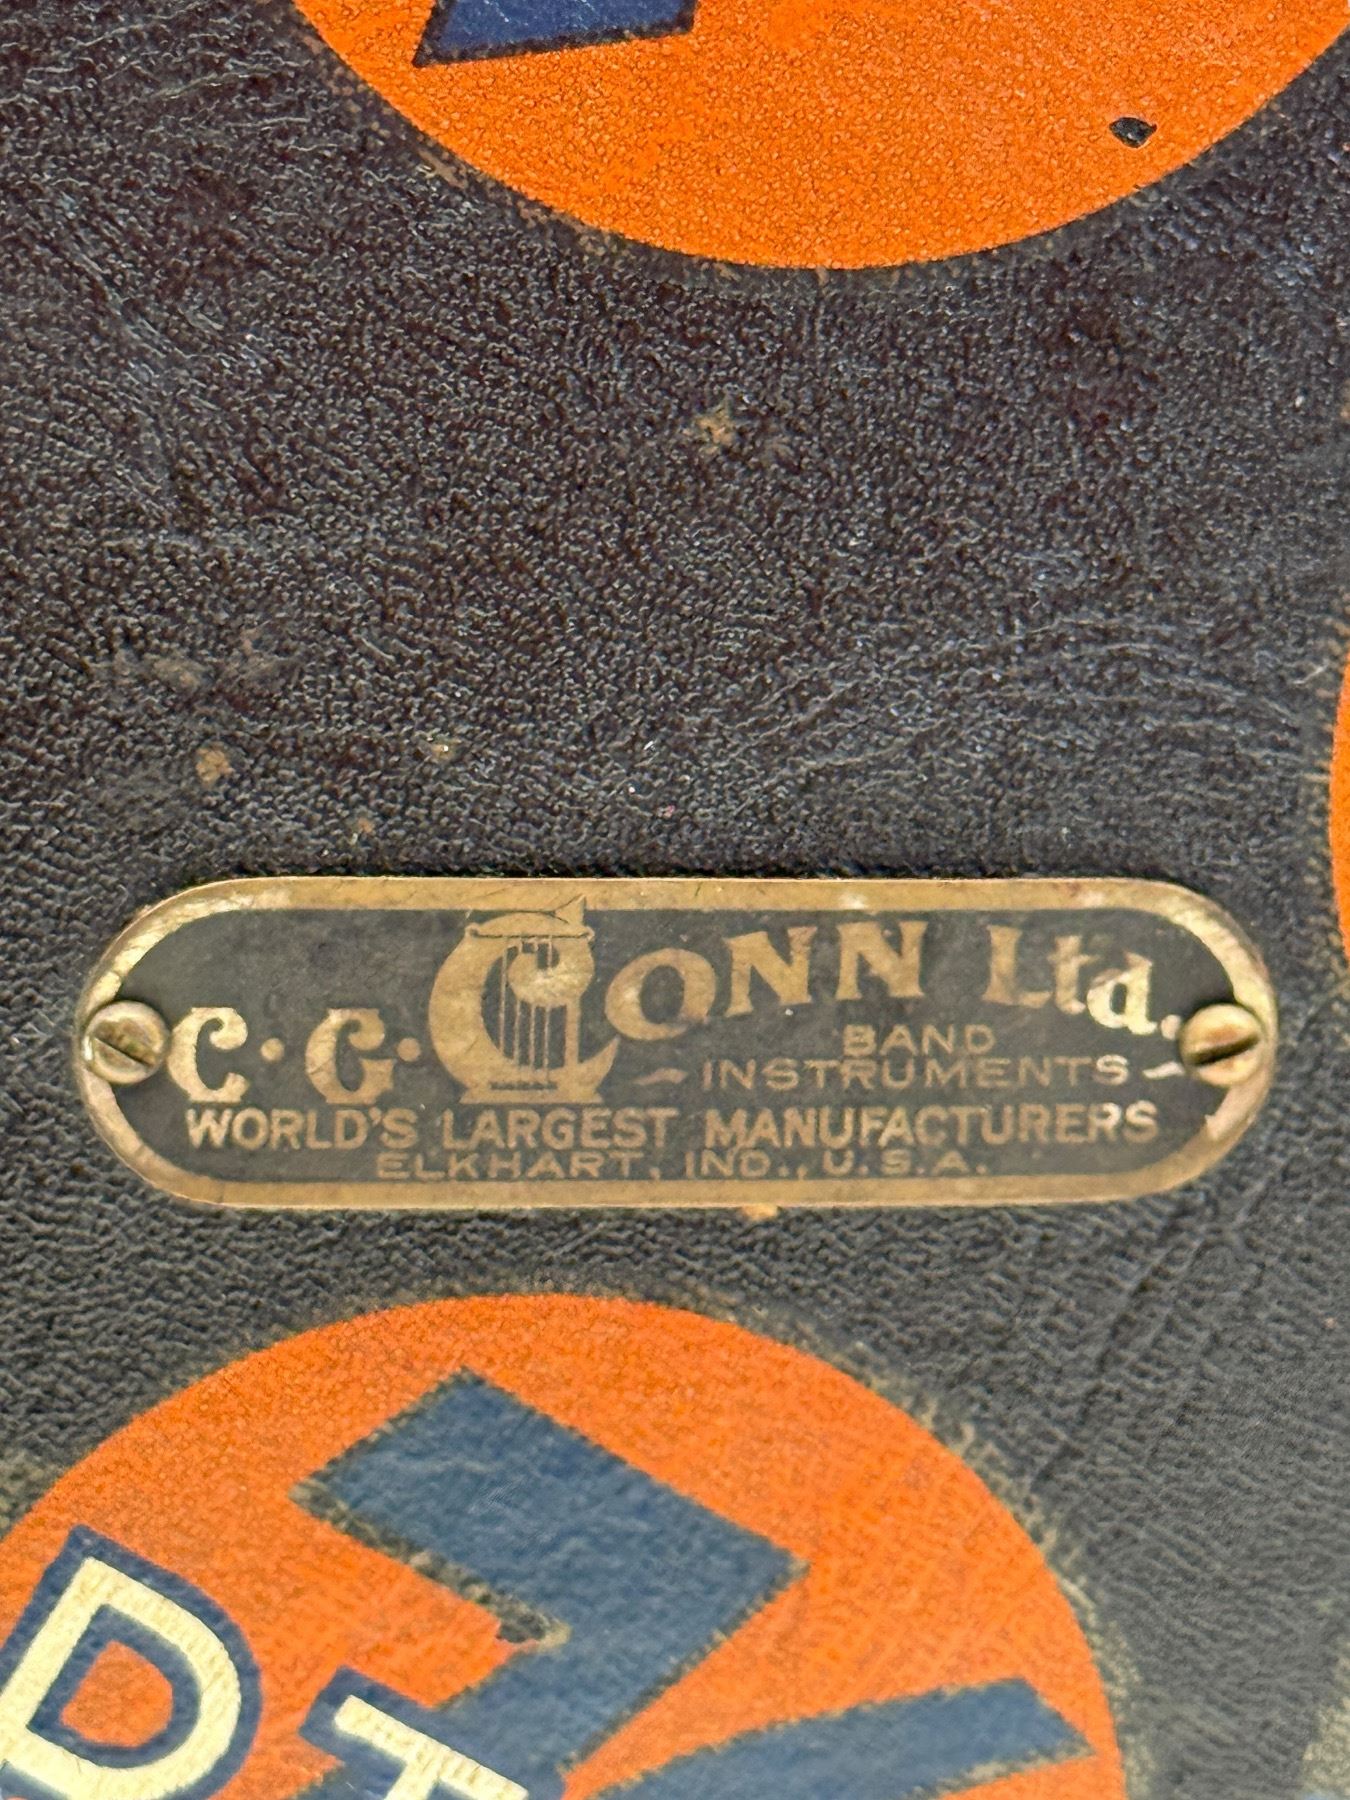 C. G. CONN Ltd.
BAND
~ INSTRUMENTS ~
WORLD'S LARGEST MANUFACTURERS
ELKHART, IND., U.S.A.